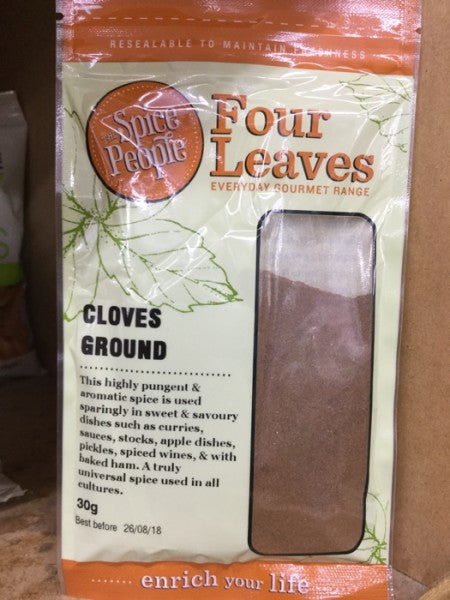 RESEALABLE TO MAINTAIN FRESHNESS
The Spice
People
Four
Leaves
EVERYDAY GOURMET RANGE
CLOVES
GROUND
This highly pungent &
aromatic spice is used
sparingly in sweet & savoury
dishes such as curries,
sauces, stocks, apple dishes,
pickles, spiced wines, & with
baked ham. A truly
universal spice used in all
cultures.
30g
Best before 26/08/18
....... enrich your life